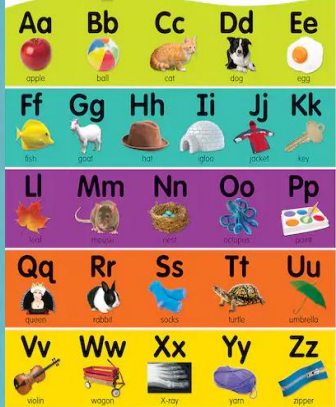 Aa Bb Cc Dd Ee
apple ball cat dog egg
Ff Gg Hh Ii Jj Kk
fish goat hat igloo jacket key
Ll Mm Nn Oo Pp
leaf mouse nest octopus paint
Qq Rr Ss Tt Uu
queen rabbit socks turtle umbrella
Vv Ww Xx Yy Zz
violin wagon X-ray yarn zipper